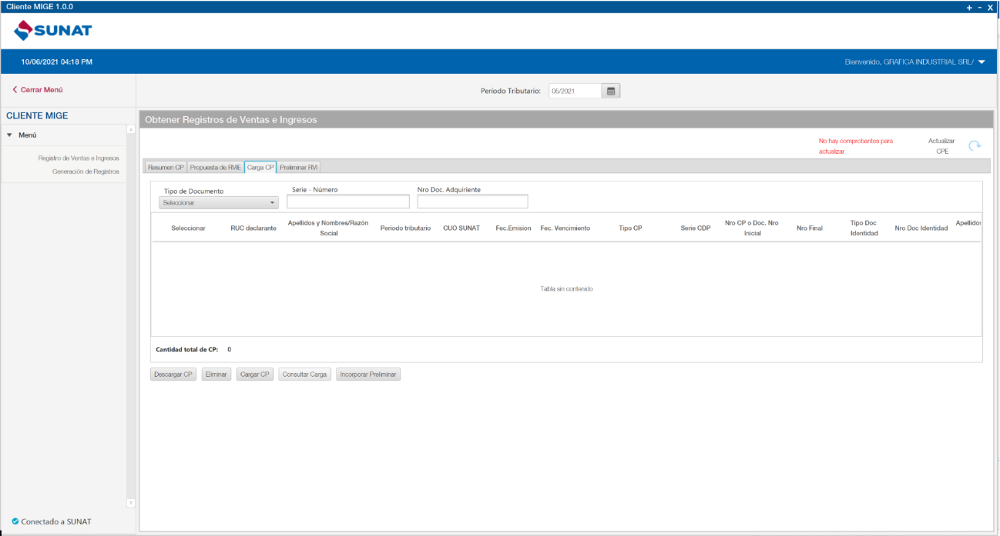 Cliente MIGE 1.0.0
+ - X
SUNAT
10/06/2021 04:18 PM
Bienvenido, GRAFICA INDUSTRIAL SRL/
Cerrar Menú
Período Tributario: 05/2021
CLIENTE MIGE
Obtener Registros de Ventas e Ingresos
Menú
No hay comprobantes para
actualizar
Actualizar
CPE
Registro de Ventas e Ingresos
Generación de Registros
Resumen CP Propuesta de RVIE Carga CP Preliminar RVI
Tipo de Documento Serie - Número Nro Doc. Adquiriente
Seleccionar
Seleccionar RUC declarante Apellidos y Nombres/Razón Social Periodo tributario CUO SUNAT Fec.Emision Fec. Vencimiento Tipo CP Serie CDP Nro CP o Doc. Nro Inicial Nro Final Tipo Doc Identidad Nro Doc Identidad Apellidos
Tabla sin contenido
Cantidad total de CP: 0
Descargar CP Eliminar Cargar CP Consultar Carga Incorporar Preliminar
Conectado a SUNAT